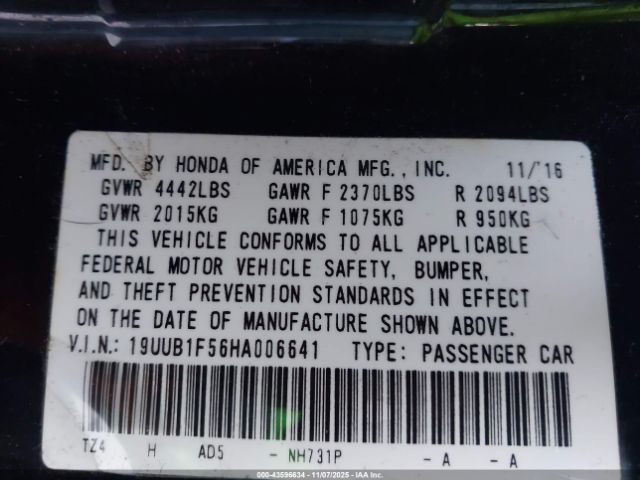 MFD. BY HONDA OF AMERICA MFG., INC. 11/'16
GVWR 4442LBS GAWR F 2370LBS R 2094LBS
GVWR 2015KG GAWR F 1075KG R 950KG
THIS VEHICLE CONFORMS TO ALL APPLICABLE
FEDERAL MOTOR VEHICLE SAFETY, BUMPER,
AND THEFT PREVENTION STANDARDS IN EFFECT
ON THE DATE OF MANUFACTURE SHOWN ABOVE.
V.I.N.: 19UUB1F56HA006641 TYPE: PASSENGER CAR
TZ4 H AD5 - NH731P - A - A
000-43596634 - 11/07/2025 - IAA Inc.